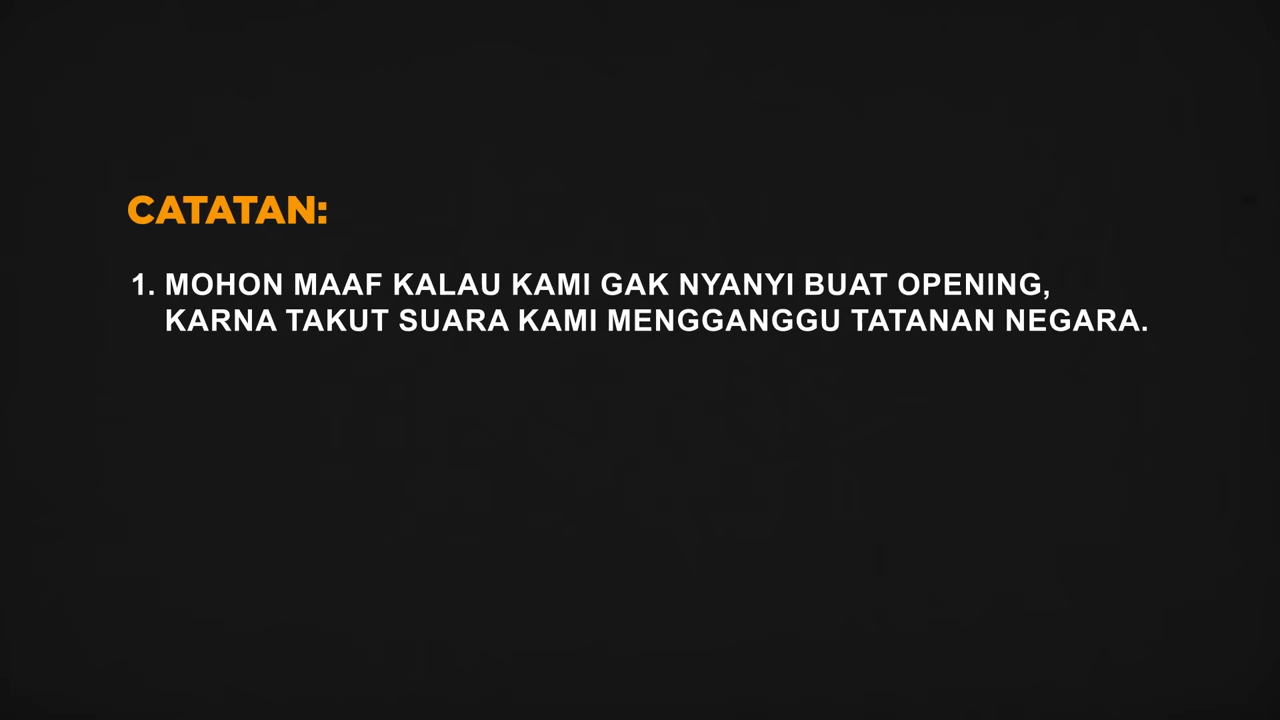 CATATAN:
1. MOHON MAAF KALAU KAMI GAK NYANYI BUAT OPENING,
KARNA TAKUT SUARA KAMI MENGGANGGU TATANAN NEGARA.